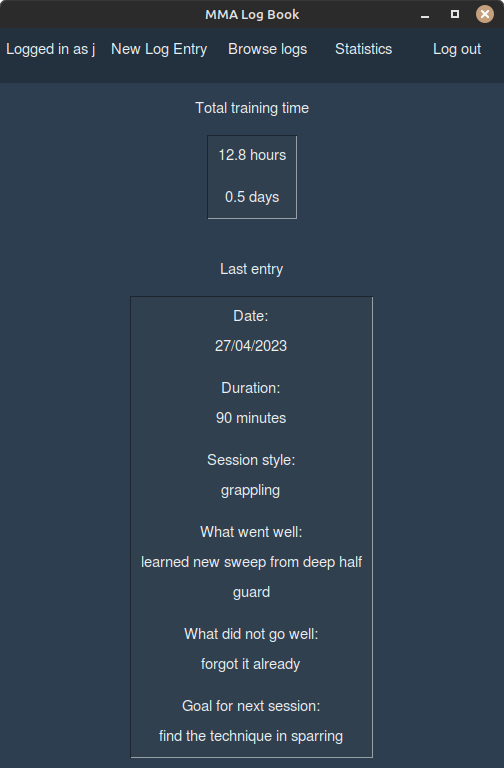 MMA Log Book
Logged in as j New Log Entry Browse logs Statistics Log out
Total training time
12.8 hours
0.5 days
Last entry
Date:
27/04/2023
Duration:
90 minutes
Session style:
grappling
What went well:
learned new sweep from deep half
guard
What did not go well:
forgot it already
Goal for next session:
find the technique in sparring